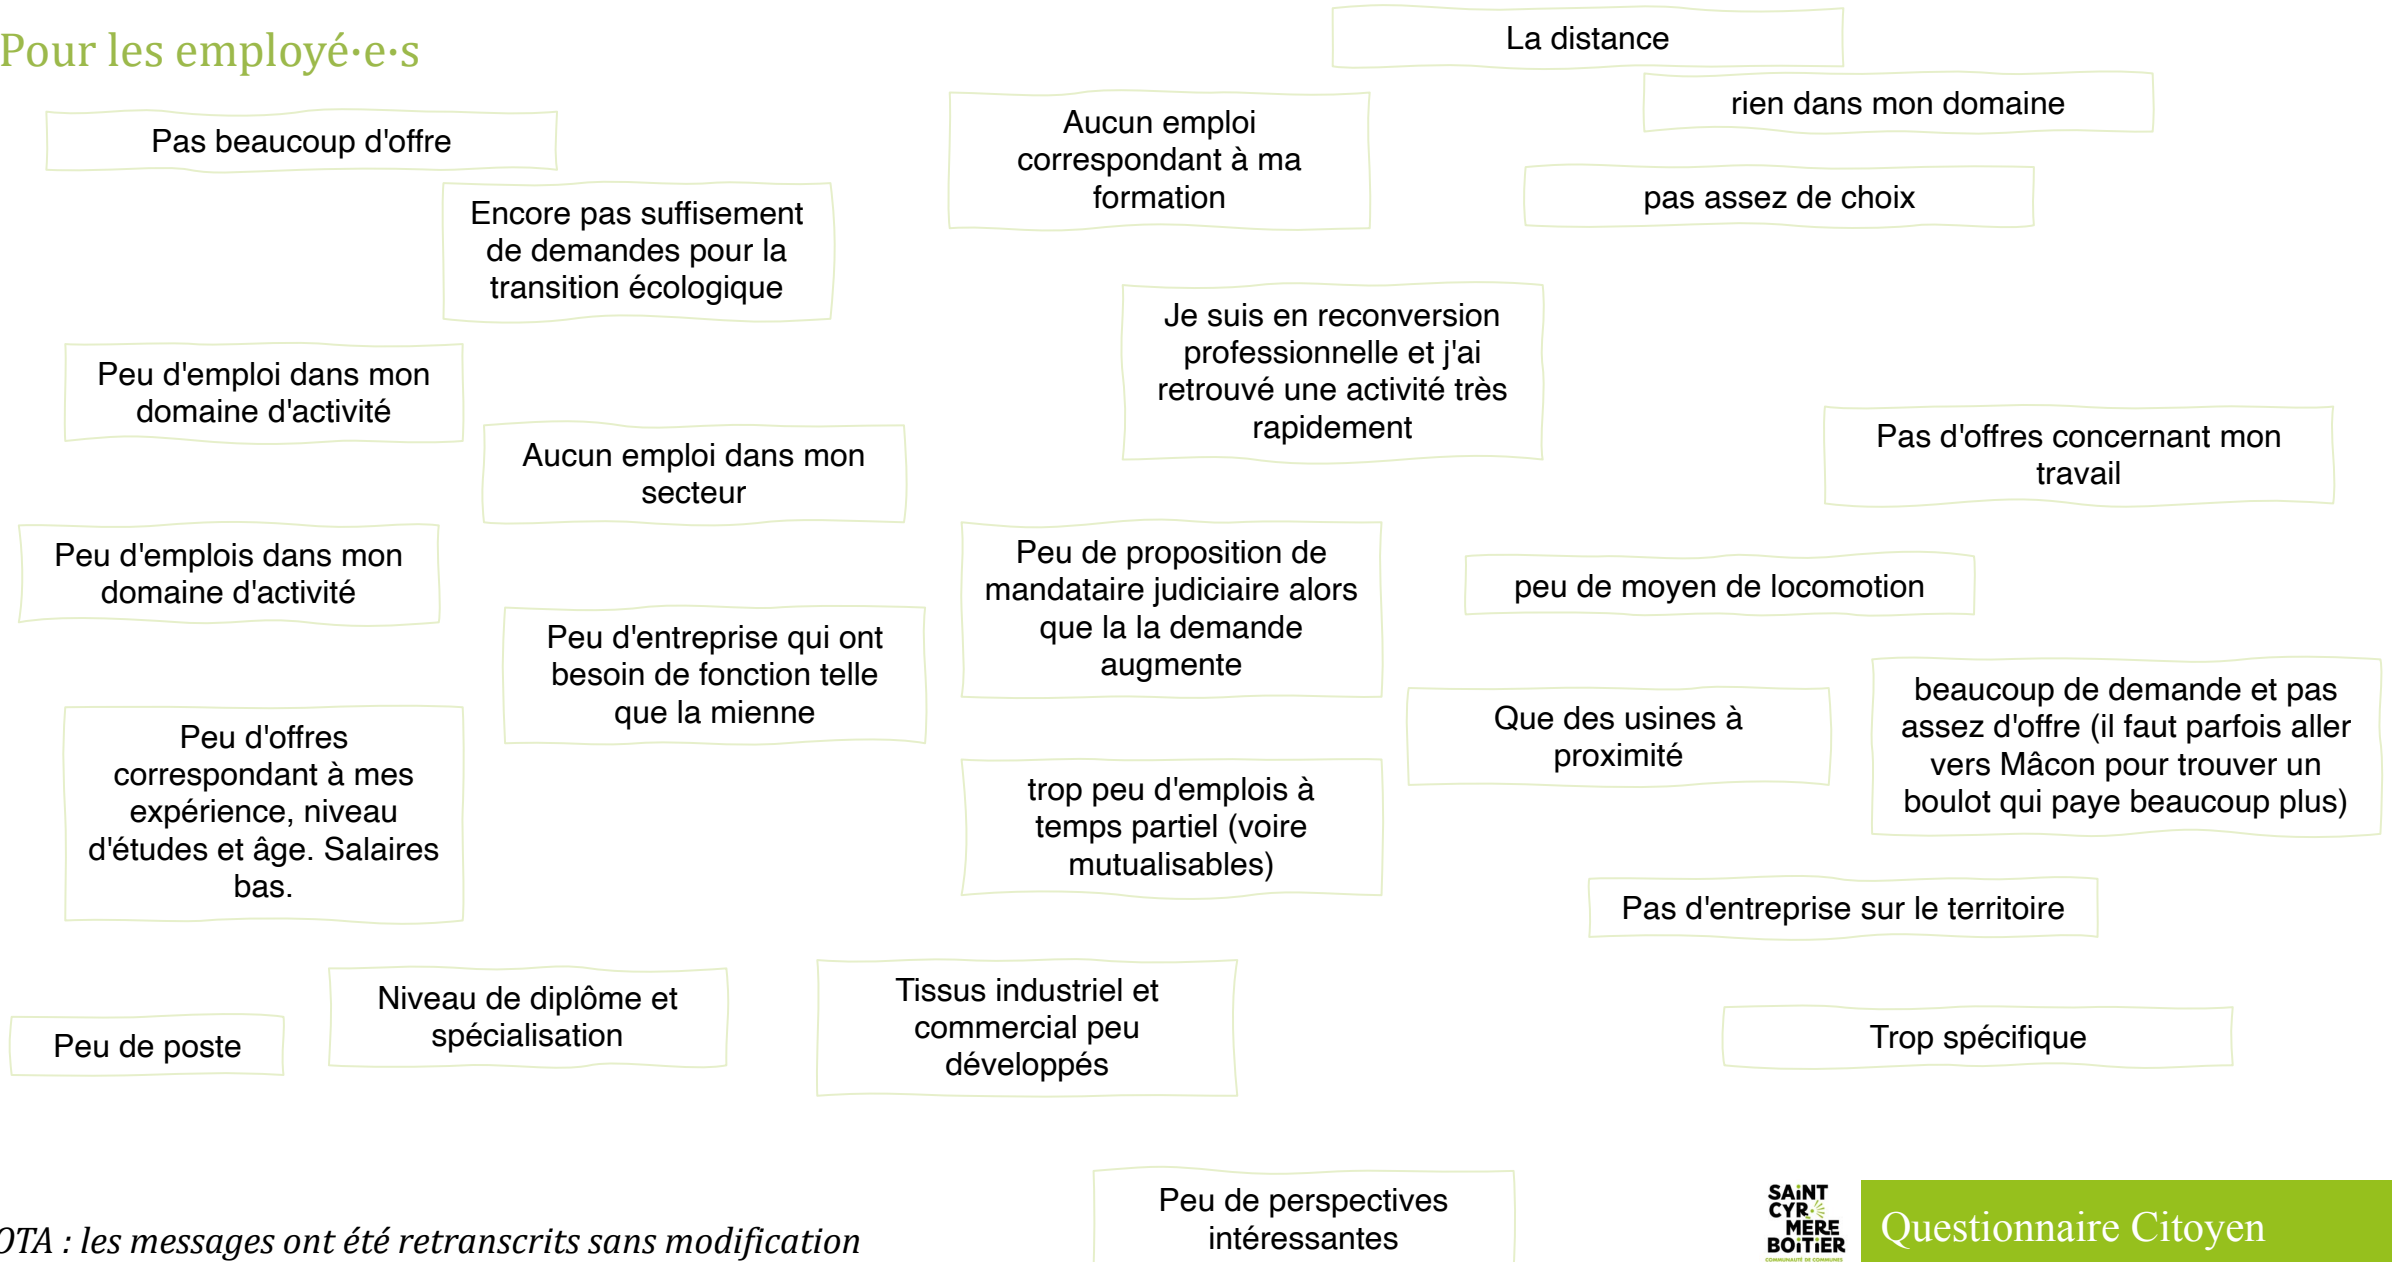 Pour les employé·e·s
La distance
rien dans mon domaine
Pas beaucoup d'offre
Aucun emploi
correspondant à ma
formation
pas assez de choix
Encore pas suffisement
de demandes pour la
transition écologique
Je suis en reconversion
professionnelle et j'ai
retrouvé une activité très
rapidement
Peu d'emploi dans mon
domaine d'activité
Aucun emploi dans mon
secteur
Pas d'offres concernant mon
travail
Peu d'emplois dans mon
domaine d'activité
Peu de proposition de
mandataire judiciaire alors
que la la demande
augmente
peu de moyen de locomotion
Peu d'entreprise qui ont
besoin de fonction telle
que la mienne
Que des usines à
proximité
beaucoup de demande et pas
assez d'offre (il faut parfois aller
vers Mâcon pour trouver un
boulot qui paye beaucoup plus)
Peu d'offres
correspondant à mes
expérience, niveau
d'études et âge. Salaires
bas.
trop peu d'emplois à
temps partiel (voire
mutualisables)
Pas d'entreprise sur le territoire
Niveau de diplôme et
spécialisation
Tissus industriel et
commercial peu
développés
Peu de poste
Trop spécifique
Peu de perspectives
intéressantes
OTA : les messages ont été retranscrits sans modification
SAiNT
CYR
MÈRE
BOiTiER
COMMUNAUTÉ DE COMMUNES
Questionnaire Citoyen